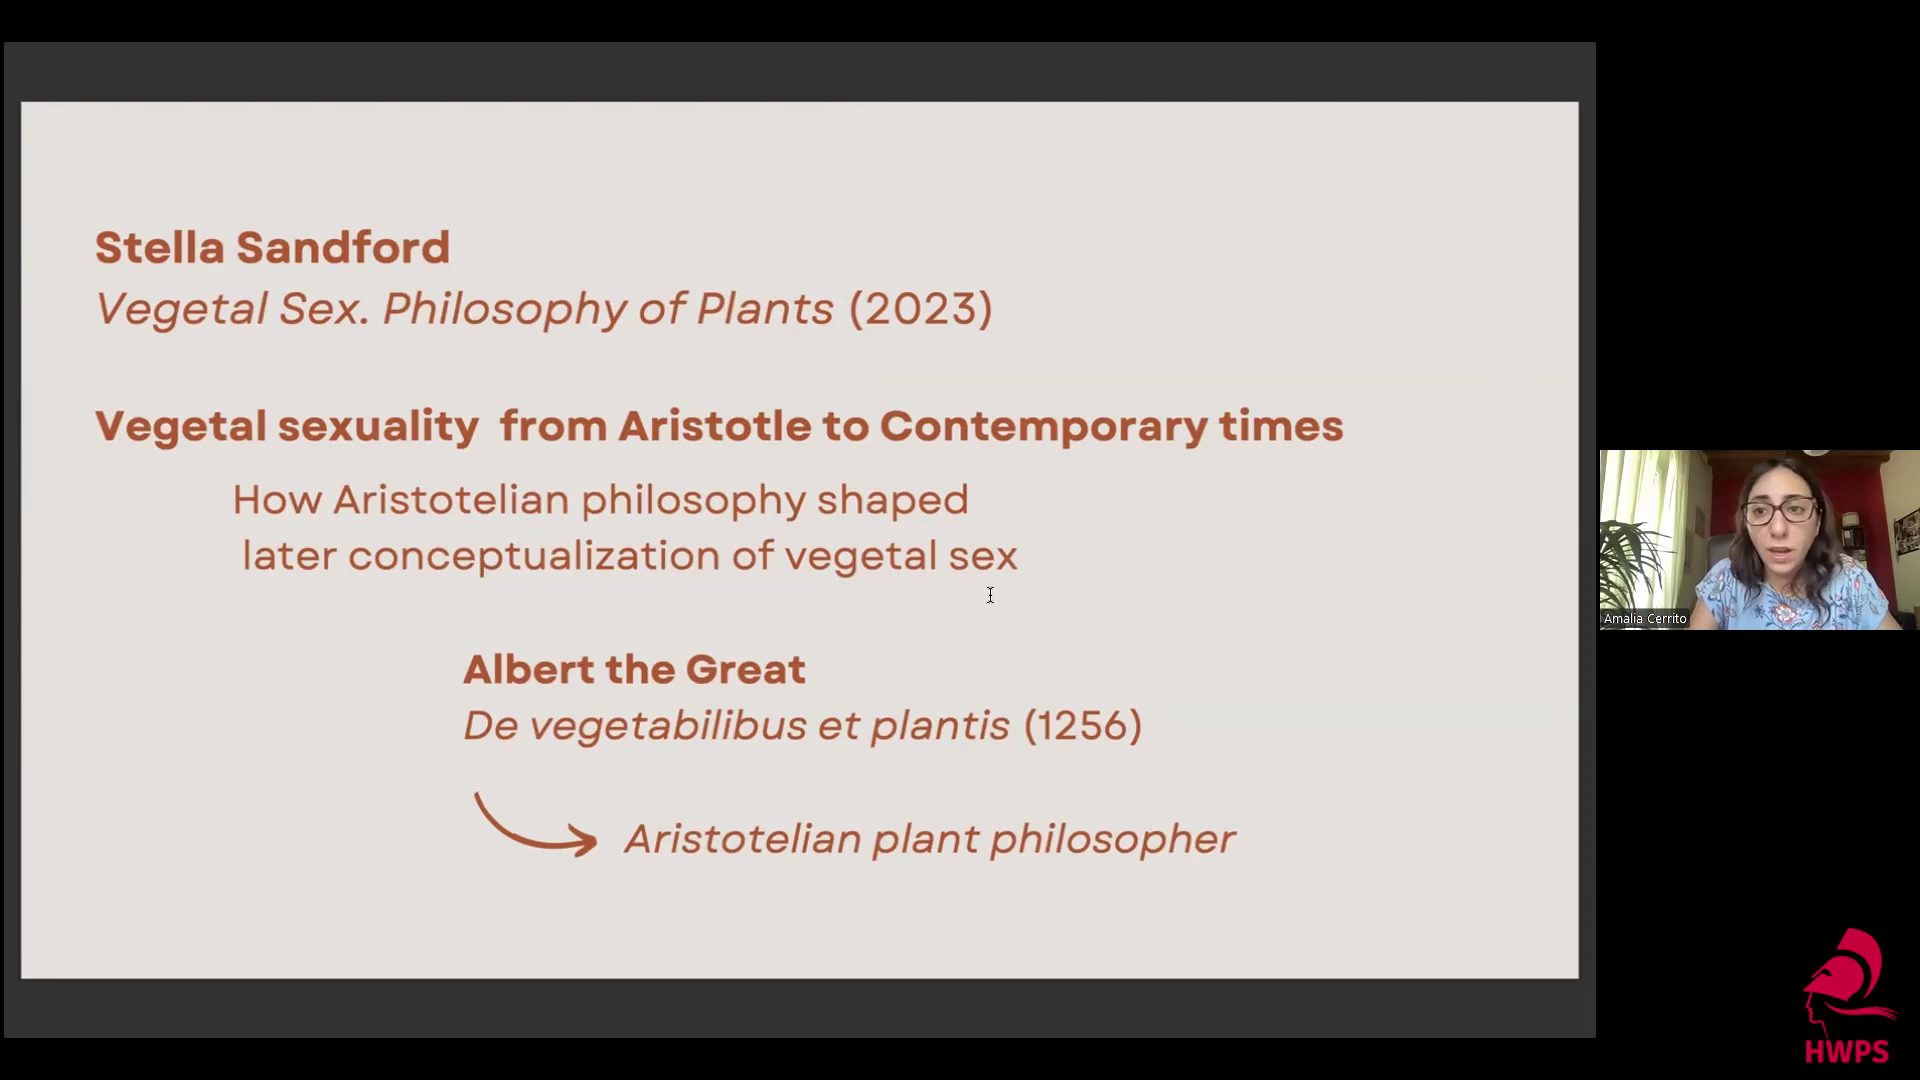 Stella Sandford
Vegetal Sex. Philosophy of Plants (2023)
Vegetal sexuality from Aristotle to Contemporary times
How Aristotelian philosophy shaped
later conceptualization of vegetal sex
Albert the Great
De vegetabilibus et plantis (1256)
Aristotelian plant philosopher
Amalia Cerrito
HWPS